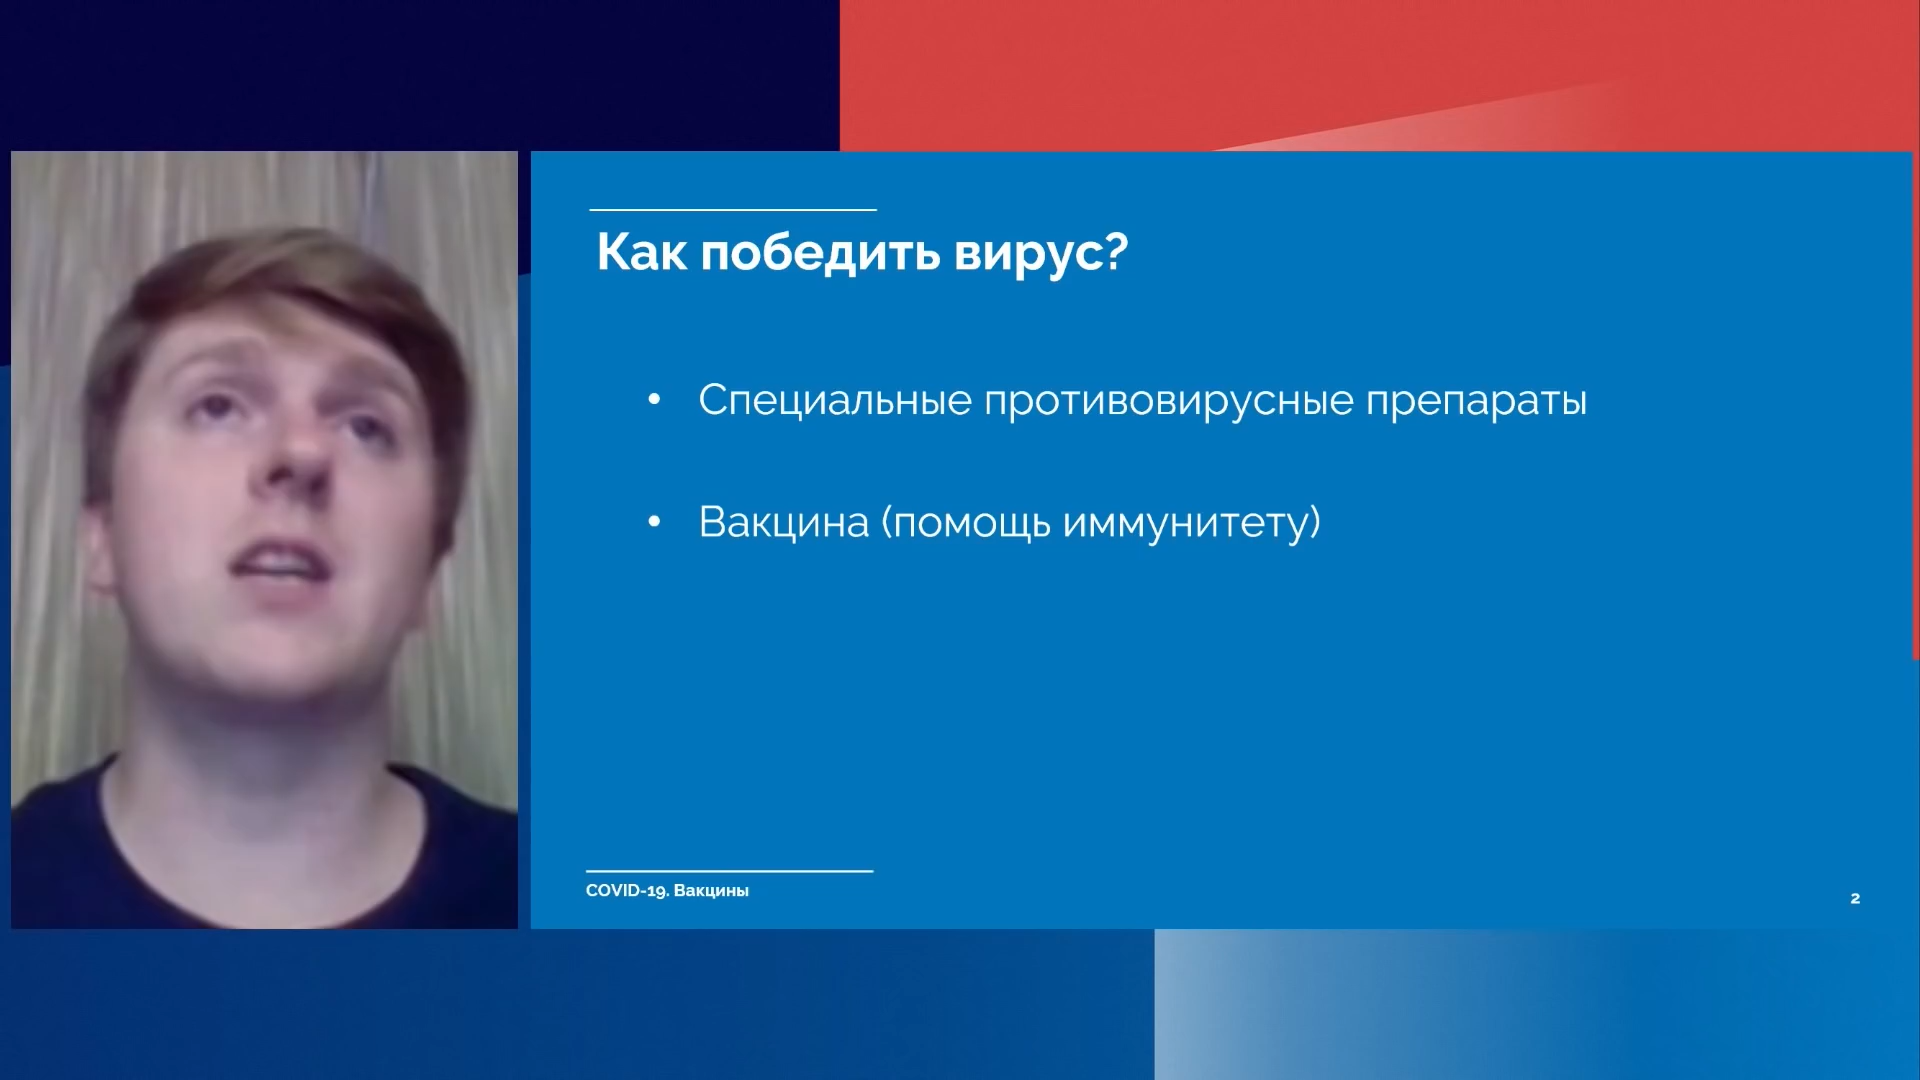 Как победить вирус?
• Специальные противовирусные препараты
• Вакцина (помощь иммунитету)
COVID-19. Вакцины
2